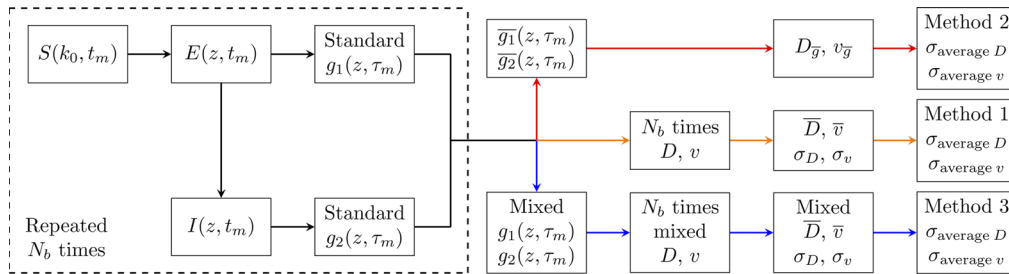 S(k₀, tₘ)
E(z, tₘ)
Standard
g₁(z, τₘ)
I(z, tₘ)
Standard
g₂(z, τₘ)
Repeated
N_b times
g̅₁(z, τₘ)
g̅₂(z, τₘ)
D_g̅, v_g̅
Method 2
σ_average D
σ_average v
N_b times
D, v
D̅, v̅
σ_D, σ_v
Method 1
σ_average D
σ_average v
Mixed
g₁(z, τₘ)
g₂(z, τₘ)
N_b times
mixed
D, v
Mixed
D̅, v̅
σ_D, σ_v
Method 3
σ_average D
σ_average v